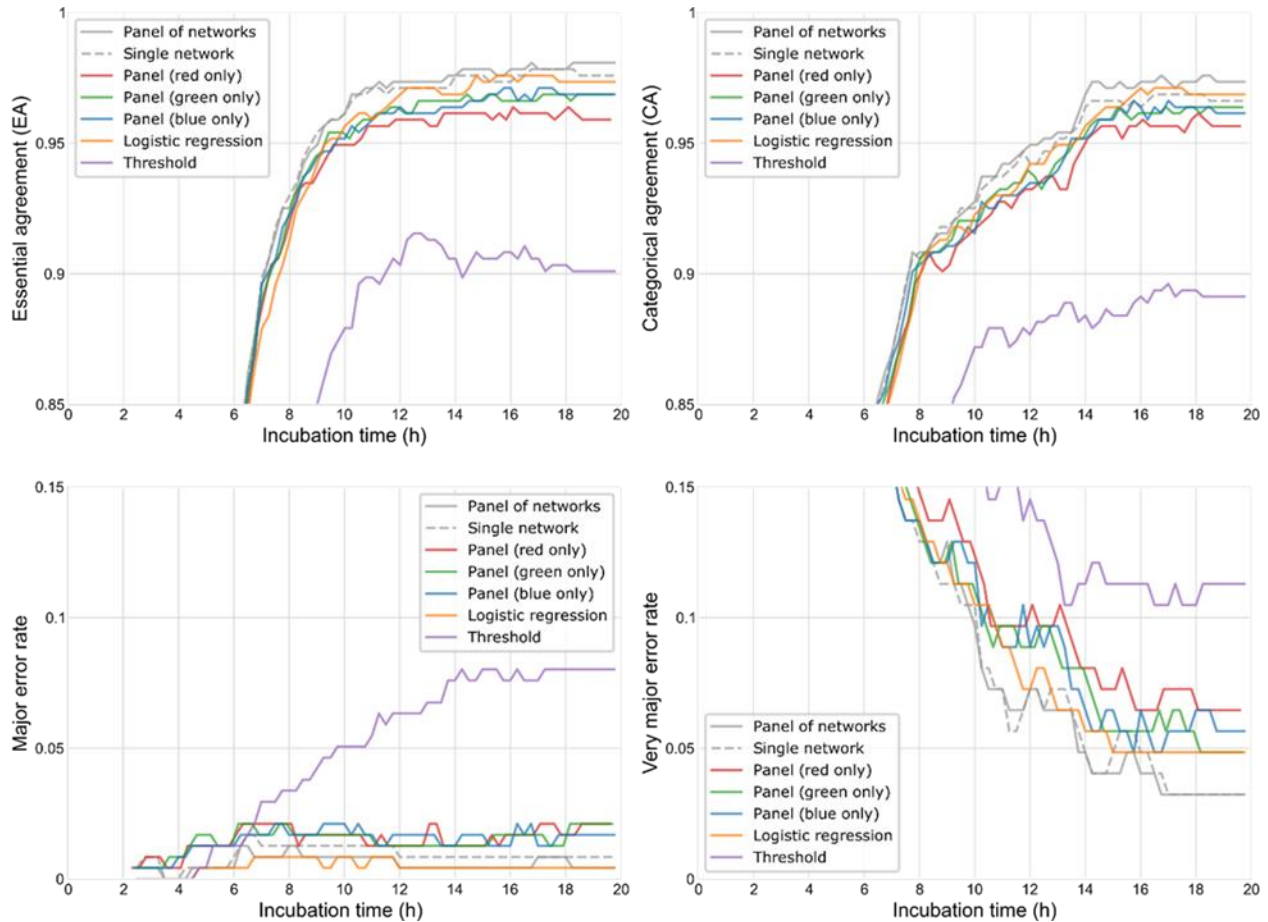 1
0.95
0.9
0.85
Essential agreement (EA)
Panel of networks
Single network
Panel (red only)
Panel (green only)
Panel (blue only)
Logistic regression
Threshold
0 2 4 6 8 10 12 14 16 18 20
Incubation time (h)
1
0.95
0.9
0.85
Categorical agreement (CA)
Panel of networks
Single network
Panel (red only)
Panel (green only)
Panel (blue only)
Logistic regression
Threshold
0 2 4 6 8 10 12 14 16 18 20
Incubation time (h)
0.15
0.1
0.05
0
Major error rate
Panel of networks
Single network
Panel (red only)
Panel (green only)
Panel (blue only)
Logistic regression
Threshold
0 2 4 6 8 10 12 14 16 18 20
Incubation time (h)
0.15
0.1
0.05
0
Very major error rate
Panel of networks
Single network
Panel (red only)
Panel (green only)
Panel (blue only)
Logistic regression
Threshold
0 2 4 6 8 10 12 14 16 18 20
Incubation time (h)